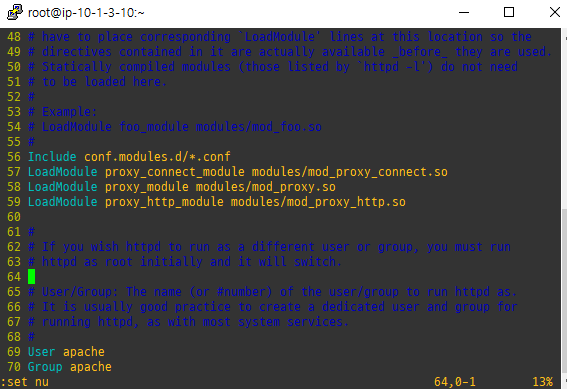 root@ip-10-1-3-10:~
48 # have to place corresponding `LoadModule' lines at this location so the
49 # directives contained in it are actually available _before_ they are used.
50 # Statically compiled modules (those listed by `httpd -l') do not need
51 # to be loaded here.
52 #
53 # Example:
54 # LoadModule foo_module modules/mod_foo.so
55 #
56 Include conf.modules.d/*.conf
57 LoadModule proxy_connect_module modules/mod_proxy_connect.so
58 LoadModule proxy_module modules/mod_proxy.so
59 LoadModule proxy_http_module modules/mod_proxy_http.so
60
61 #
62 # If you wish httpd to run as a different user or group, you must run
63 # httpd as root initially and it will switch.
64 #
65 # User/Group: The name (or #number) of the user/group to run httpd as.
66 # It is usually good practice to create a dedicated user and group for
67 # running httpd, as with most system services.
68 #
69 User apache
70 Group apache
:set nu 64,0-1 13%